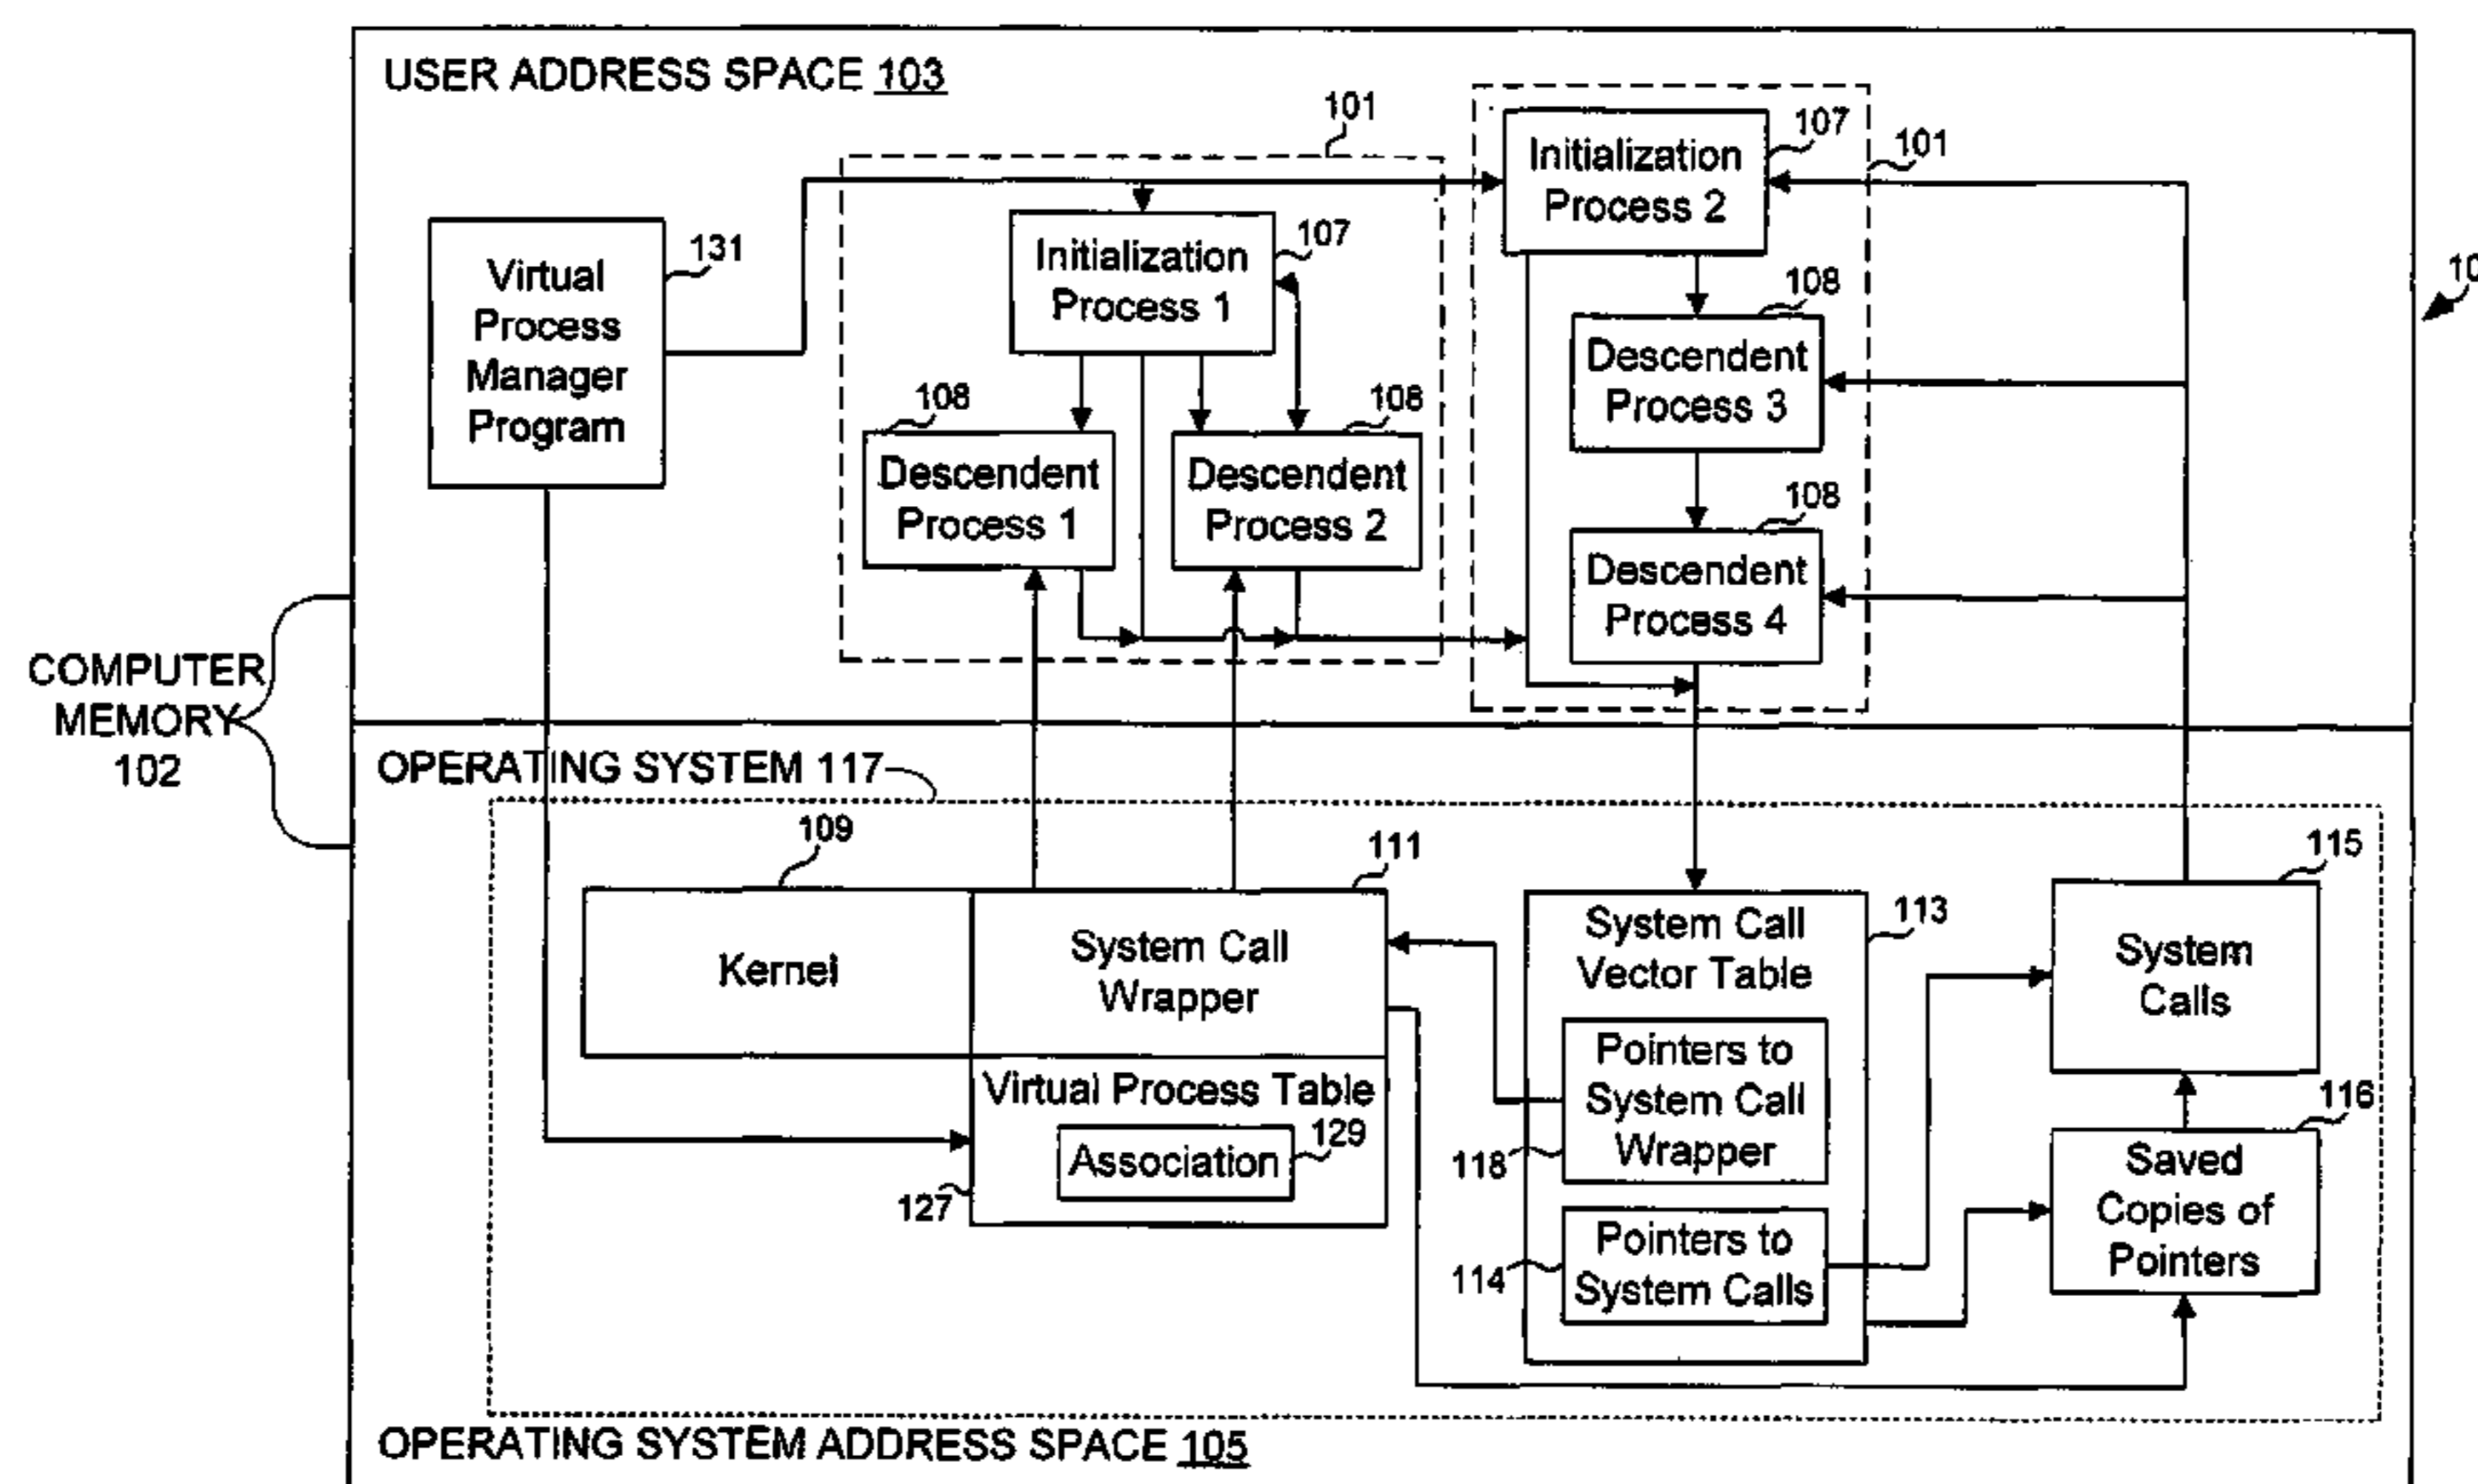 USER ADDRESS SPACE 103
101
107
101
Initialization
Process 2
131
Virtual
Process
Manager
Program
Initialization
Process 1
107
108
Descendent
Process 3
108
Descendent
Process 1
108
Descendent
Process 2
108
Descendent
Process 4
COMPUTER
MEMORY
102
OPERATING SYSTEM 117
109
111
115
113
Kernel
System Call
Wrapper
System Call
Vector Table
System
Calls
Virtual Process Table
Association
129
127
Pointers to
System Call
Wrapper
118
116
Saved
Copies of
Pointers
Pointers to
System Calls
114
OPERATING SYSTEM ADDRESS SPACE 105